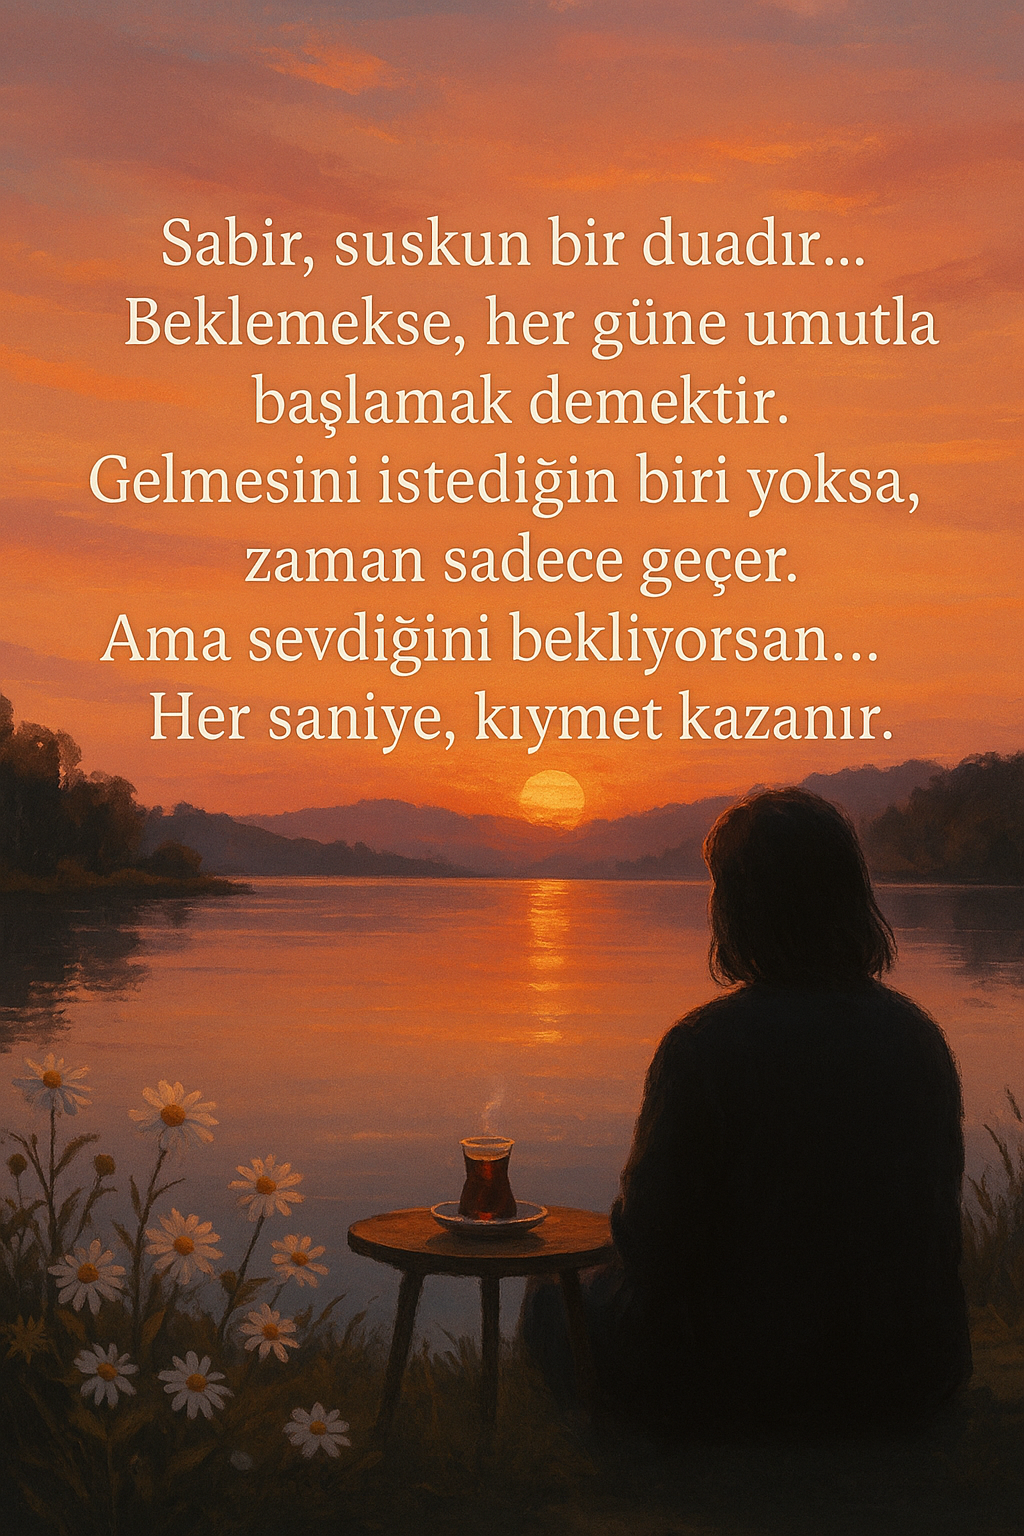 Sabir, suskun bir duadır...
Beklemekse, her güne umutla
başlamak demektir.
Gelmesini istediğin biri yoksa,
zaman sadece geçer.
Ama sevdiğini bekliyorsan...
Her saniye, kıymet kazanır.